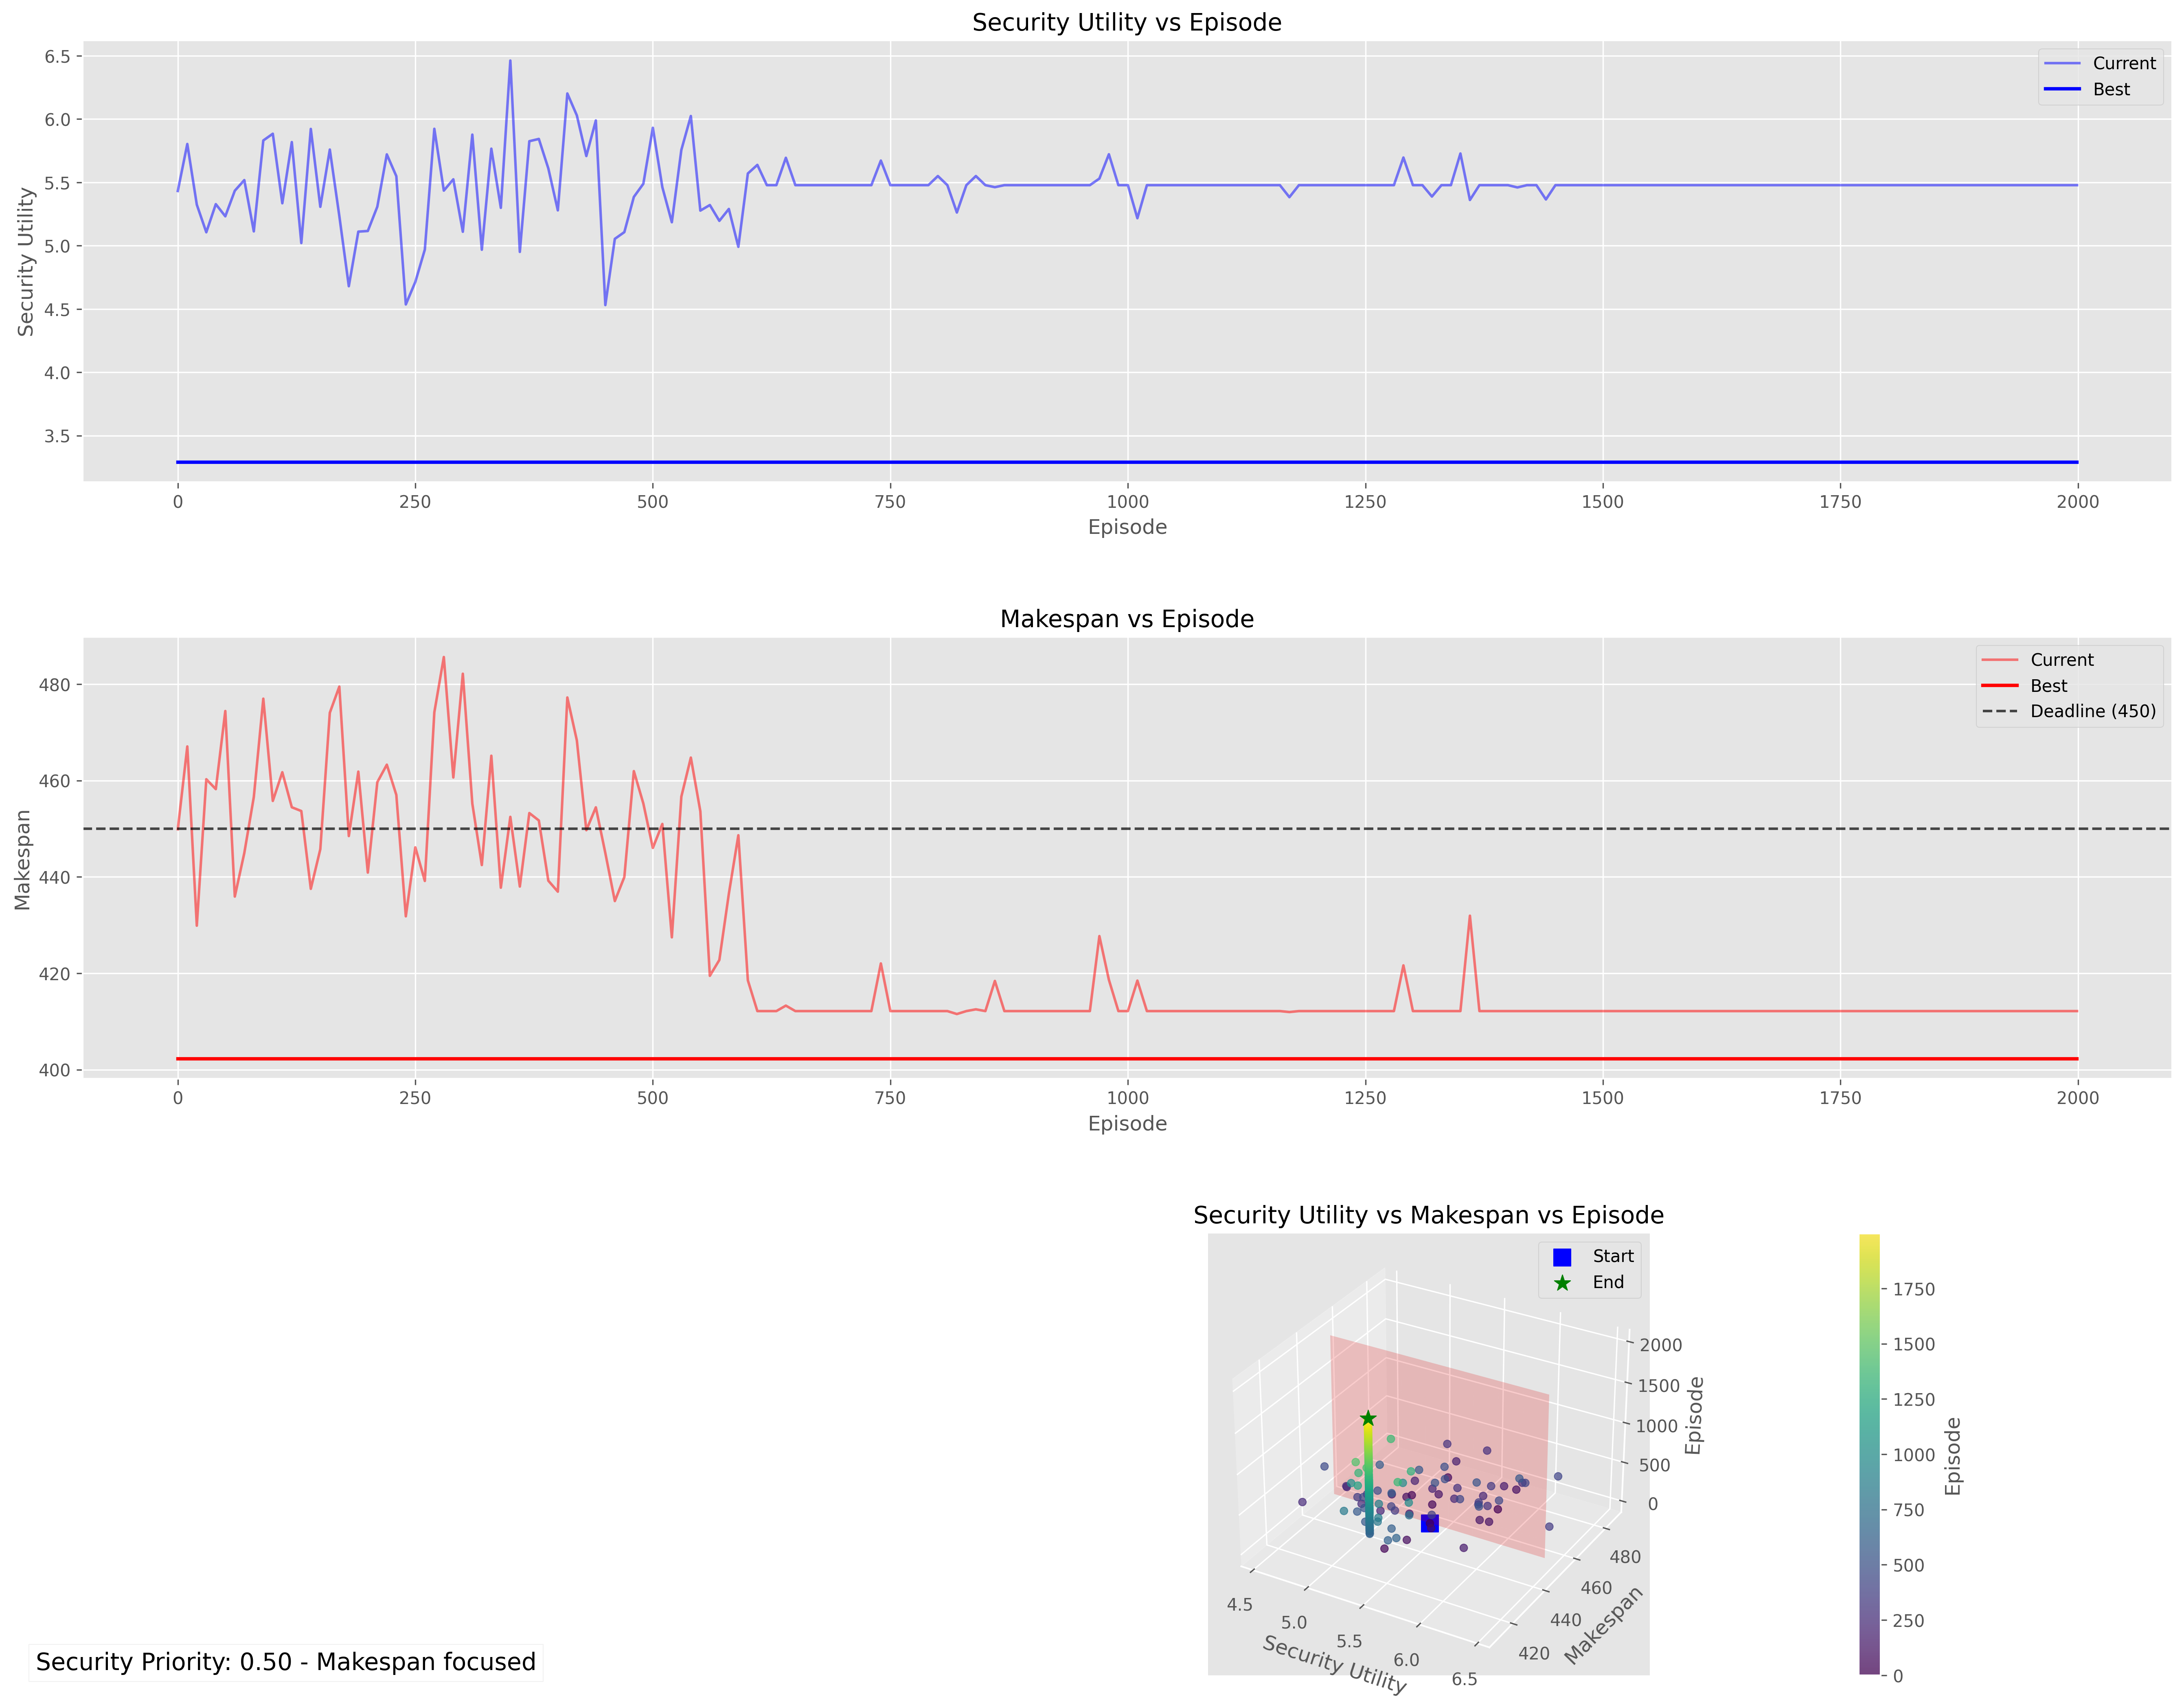 Security Utility vs Episode
Current
Best
Security Utility
6.5
6.0
5.5
5.0
4.5
4.0
3.5
0 250 500 750 1000 1250 1500 1750 2000
Episode
Makespan vs Episode
Current
Best
Deadline (450)
Makespan
480
460
440
420
400
0 250 500 750 1000 1250 1500 1750 2000
Episode
Security Utility vs Makespan vs Episode
Start
End
2000
1500
1000
500
0
Episode
480
460
440
420
Makespan
4.5
5.0
5.5
6.0
6.5
Security Utility
1750
1500
1250
1000
750
500
250
0
Episode
Security Priority: 0.50 - Makespan focused